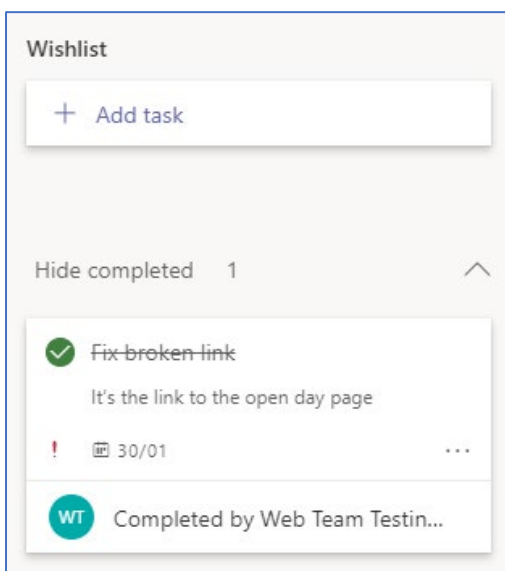 Wishlist
+ Add task
Hide completed 1
Fix broken link
It's the link to the open day page
! 30/01 ...
WT Completed by Web Team Testin...